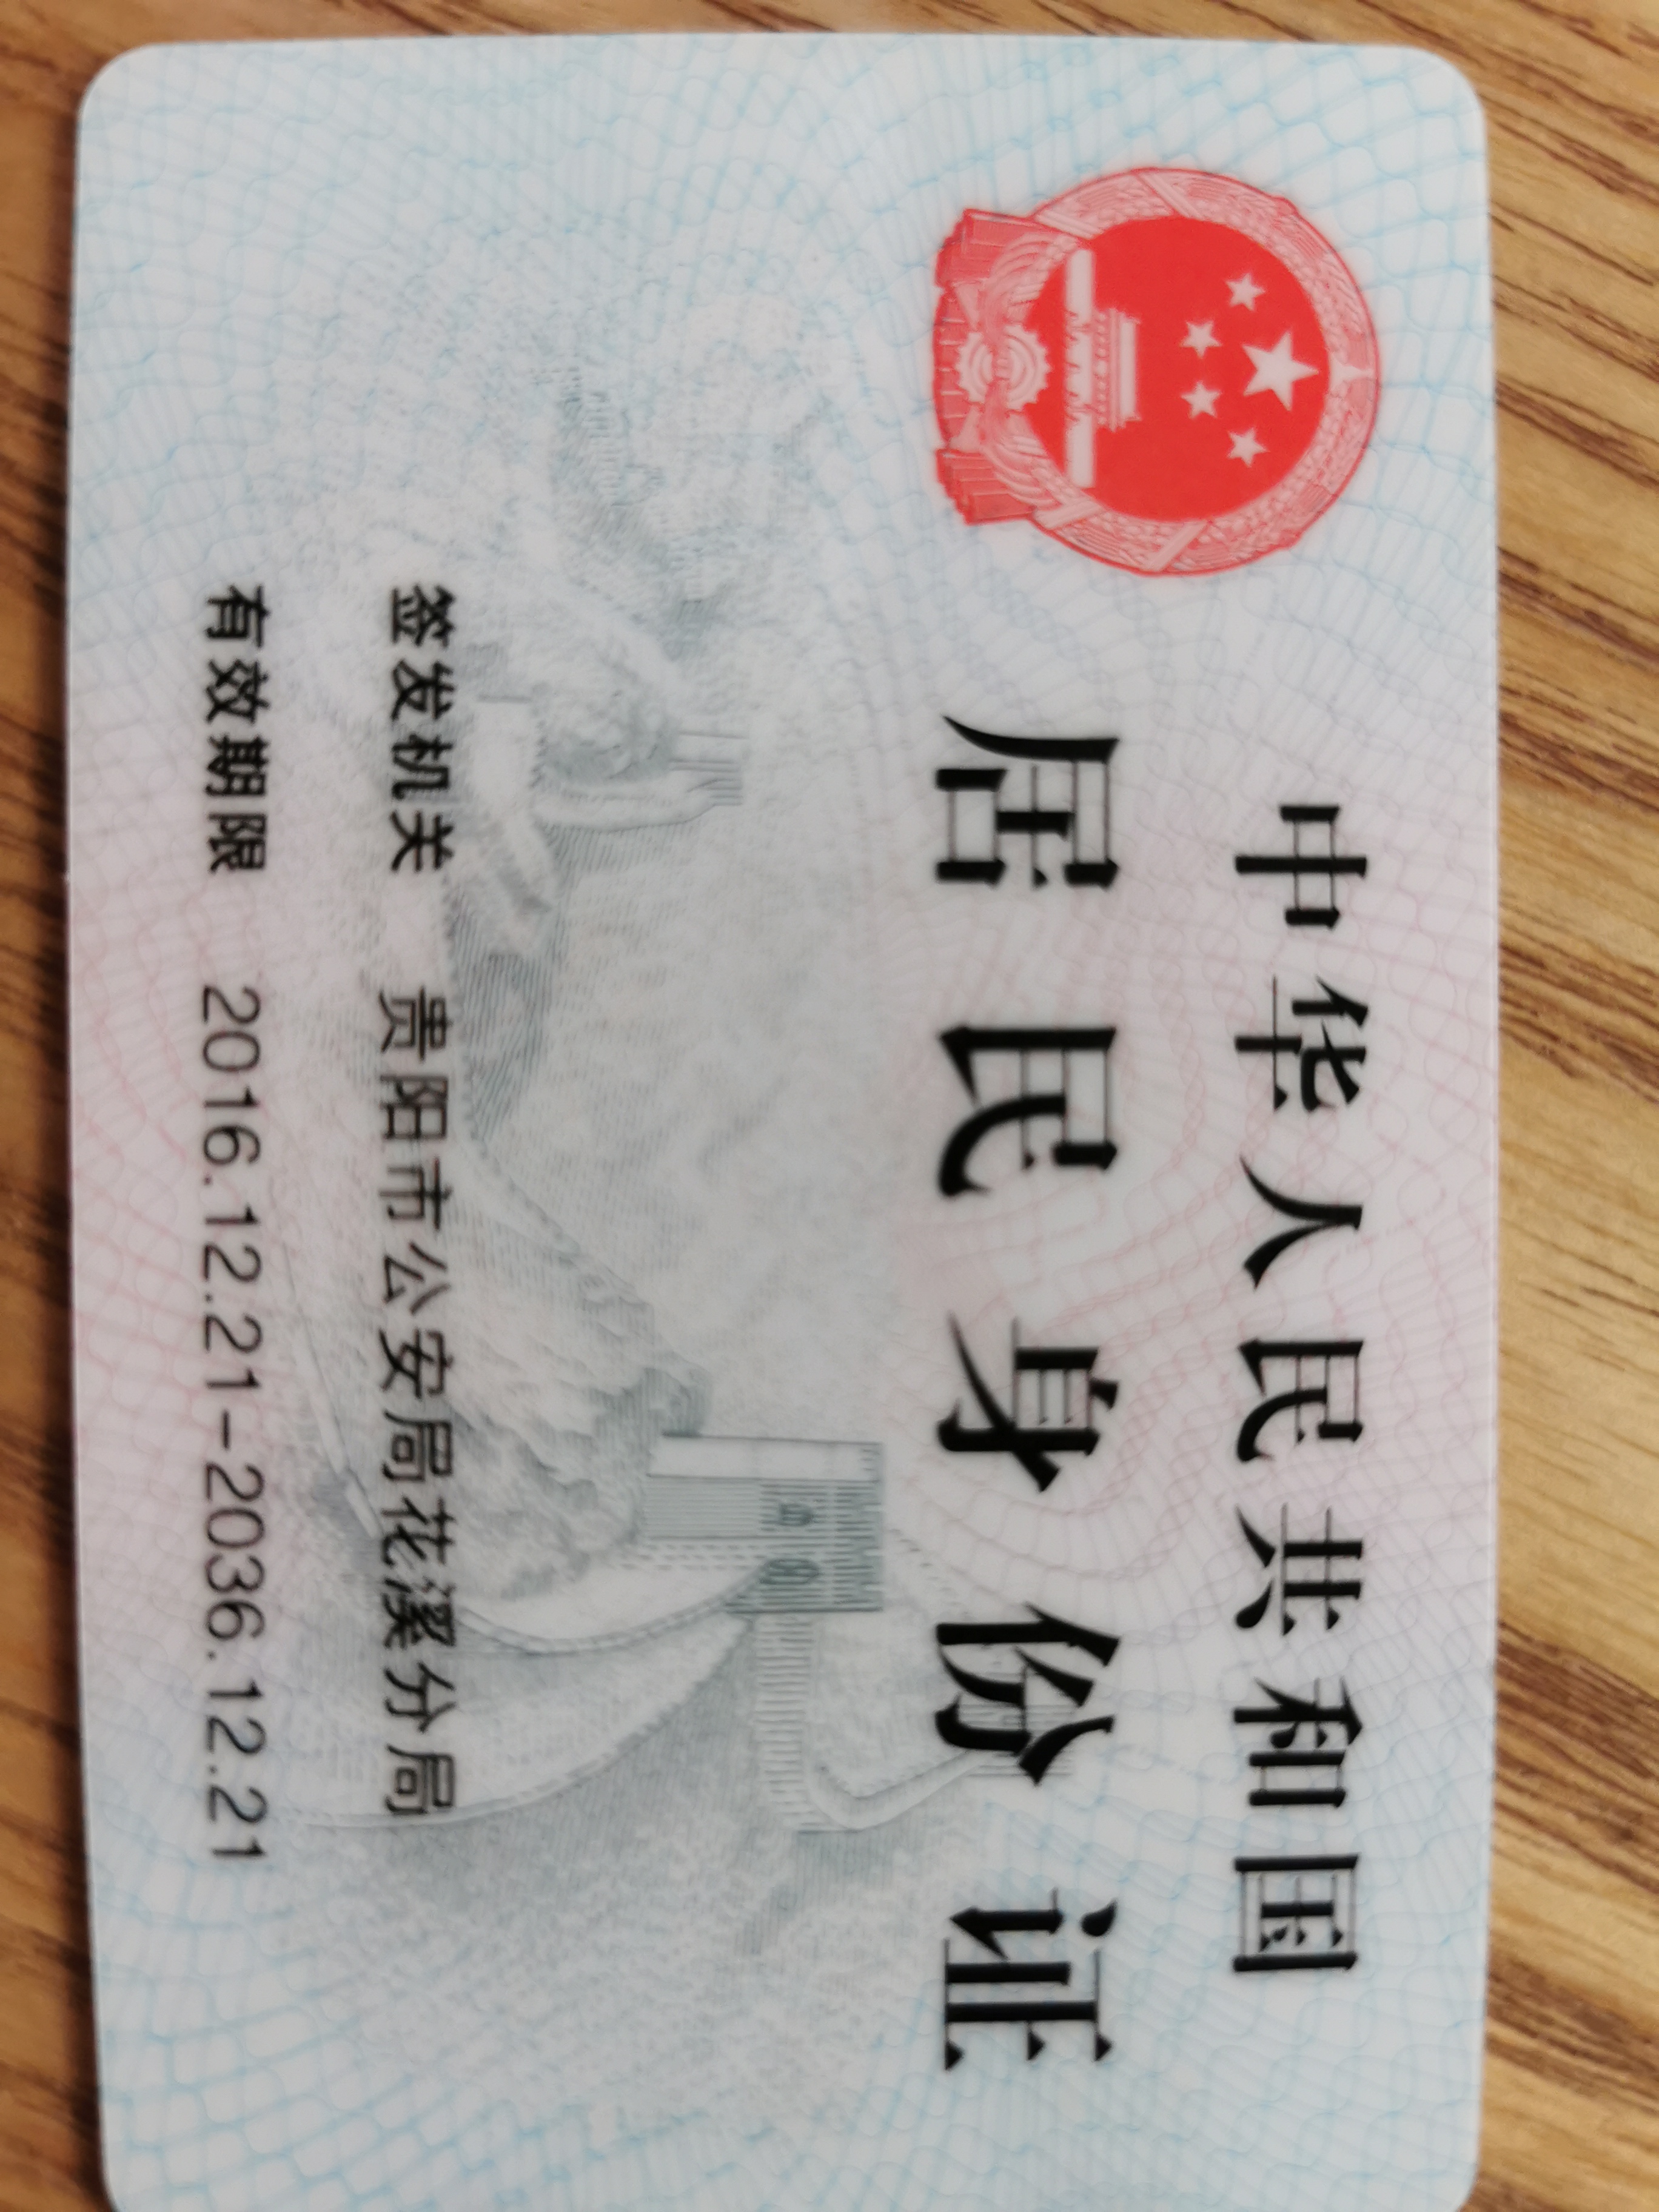 中华人民共和国
居民身份证
签发机关 贵阳市公安局花溪分局
有效期限 2016.12.21-2036.12.21